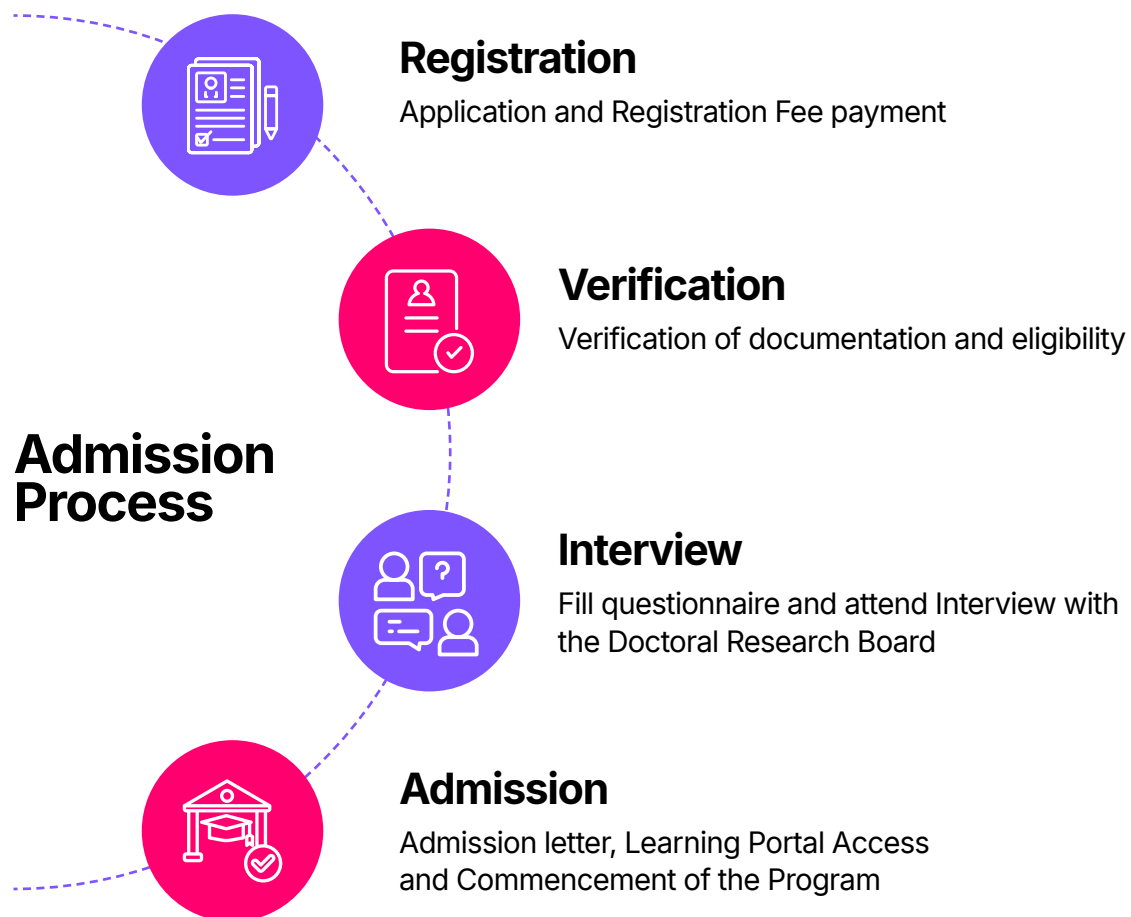 Registration
Application and Registration Fee payment
Verification
Verification of documentation and eligibility
Admission
Process
Interview
Fill questionnaire and attend Interview with
the Doctoral Research Board
Admission
Admission letter, Learning Portal Access
and Commencement of the Program